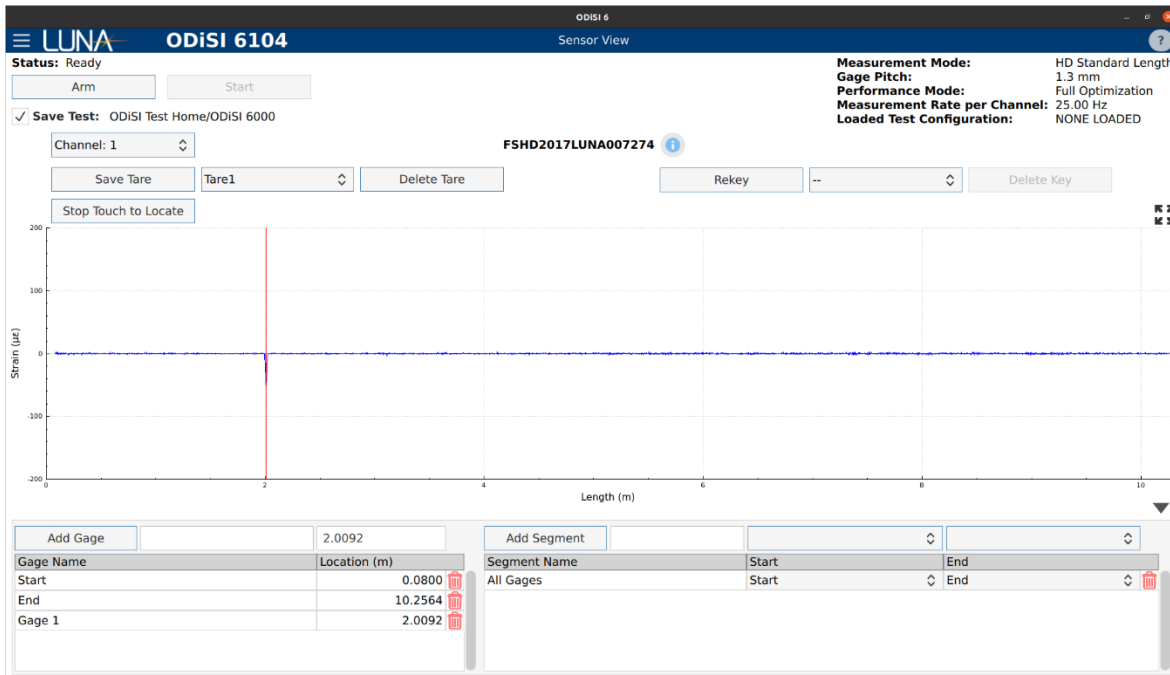 ODiSI 6
LUNA ODiSI 6104 Sensor View ?
Status: Ready
Arm Start
Save Test: ODiSI Test Home/ODiSI 6000
Measurement Mode: HD Standard Length
Gage Pitch: 1.3 mm
Performance Mode: Full Optimization
Measurement Rate per Channel: 25.00 Hz
Loaded Test Configuration: NONE LOADED
Channel: 1 FSHD2017LUNA007274 i
Save Tare Tare1 Delete Tare Rekey -- Delete Key
Stop Touch to Locate
200
100
0
-100
-200
Strain (με)
0 2 4 6 8 10
Length (m)
Add Gage 2.0092 Add Segment
Gage Name Location (m) Segment Name Start End
Start 0.0800 All Gages Start End
End 10.2564
Gage 1 2.0092